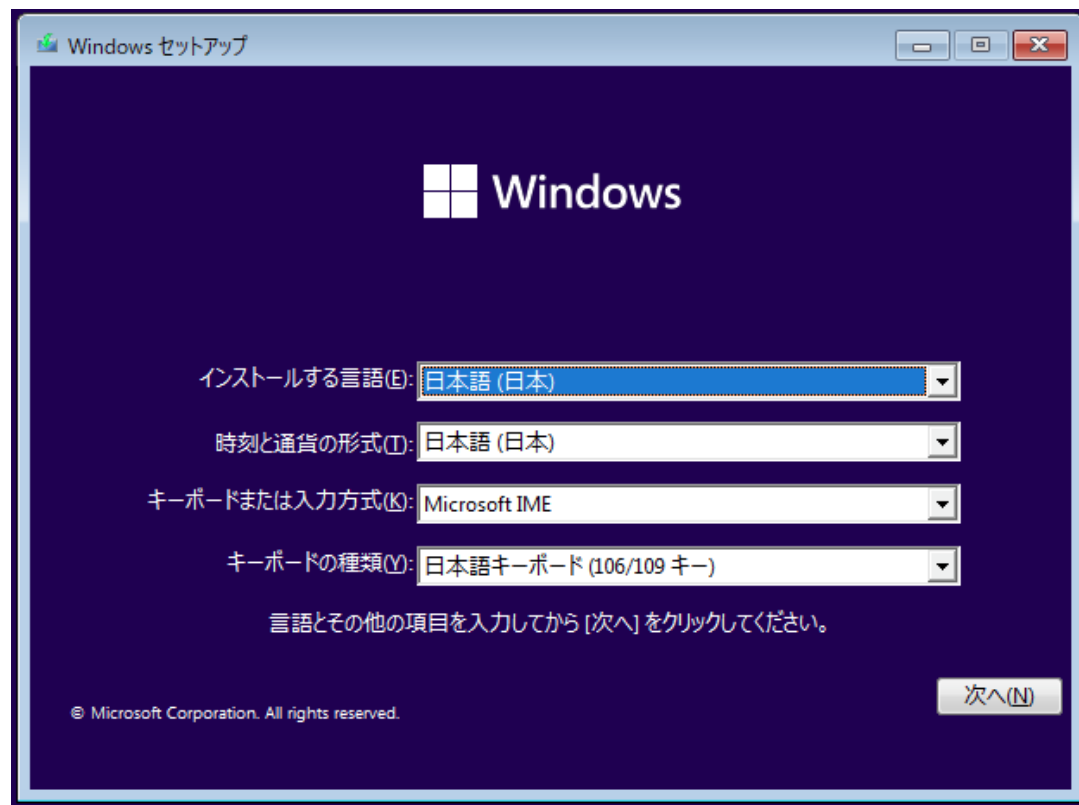 Windows セットアップ
Windows
インストールする言語(E): 日本語 (日本)
時刻と通貨の形式(T): 日本語 (日本)
キーボードまたは入力方式(K): Microsoft IME
キーボードの種類(Y): 日本語キーボード (106/109 キー)
言語とその他の項目を入力してから [次へ] をクリックしてください。
次へ(N)
© Microsoft Corporation. All rights reserved.